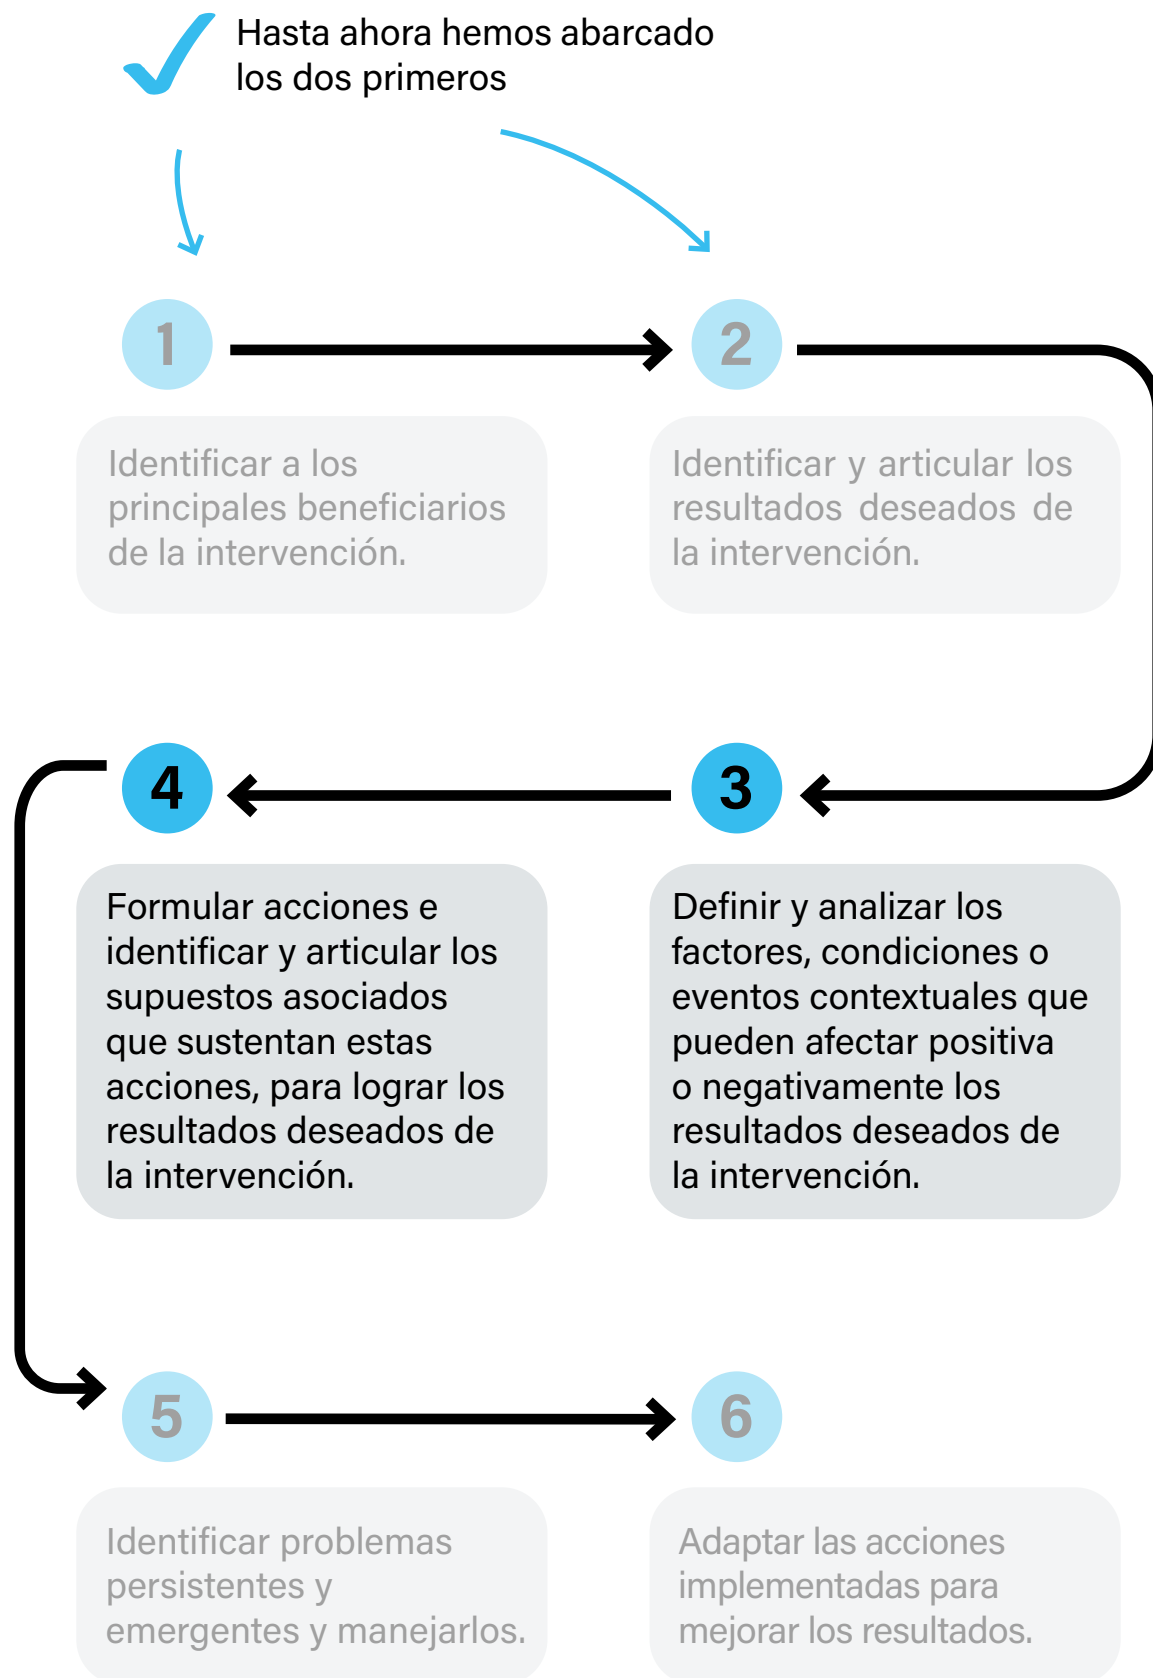 Hasta ahora hemos abarcado
los dos primeros
1
2
Identificar a los
principales beneficiarios
de la intervención.
Identificar y articular los
resultados deseados de
la intervención.
3
Definir y analizar los
factores, condiciones o
eventos contextuales que
pueden afectar positiva
o negativamente los
resultados deseados de
la intervención.
4
Formular acciones e
identificar y articular los
supuestos asociados
que sustentan estas
acciones, para lograr los
resultados deseados de
la intervención.
5
Identificar problemas
persistentes y
emergentes y manejarlos.
6
Adaptar las acciones
implementadas para
mejorar los resultados.